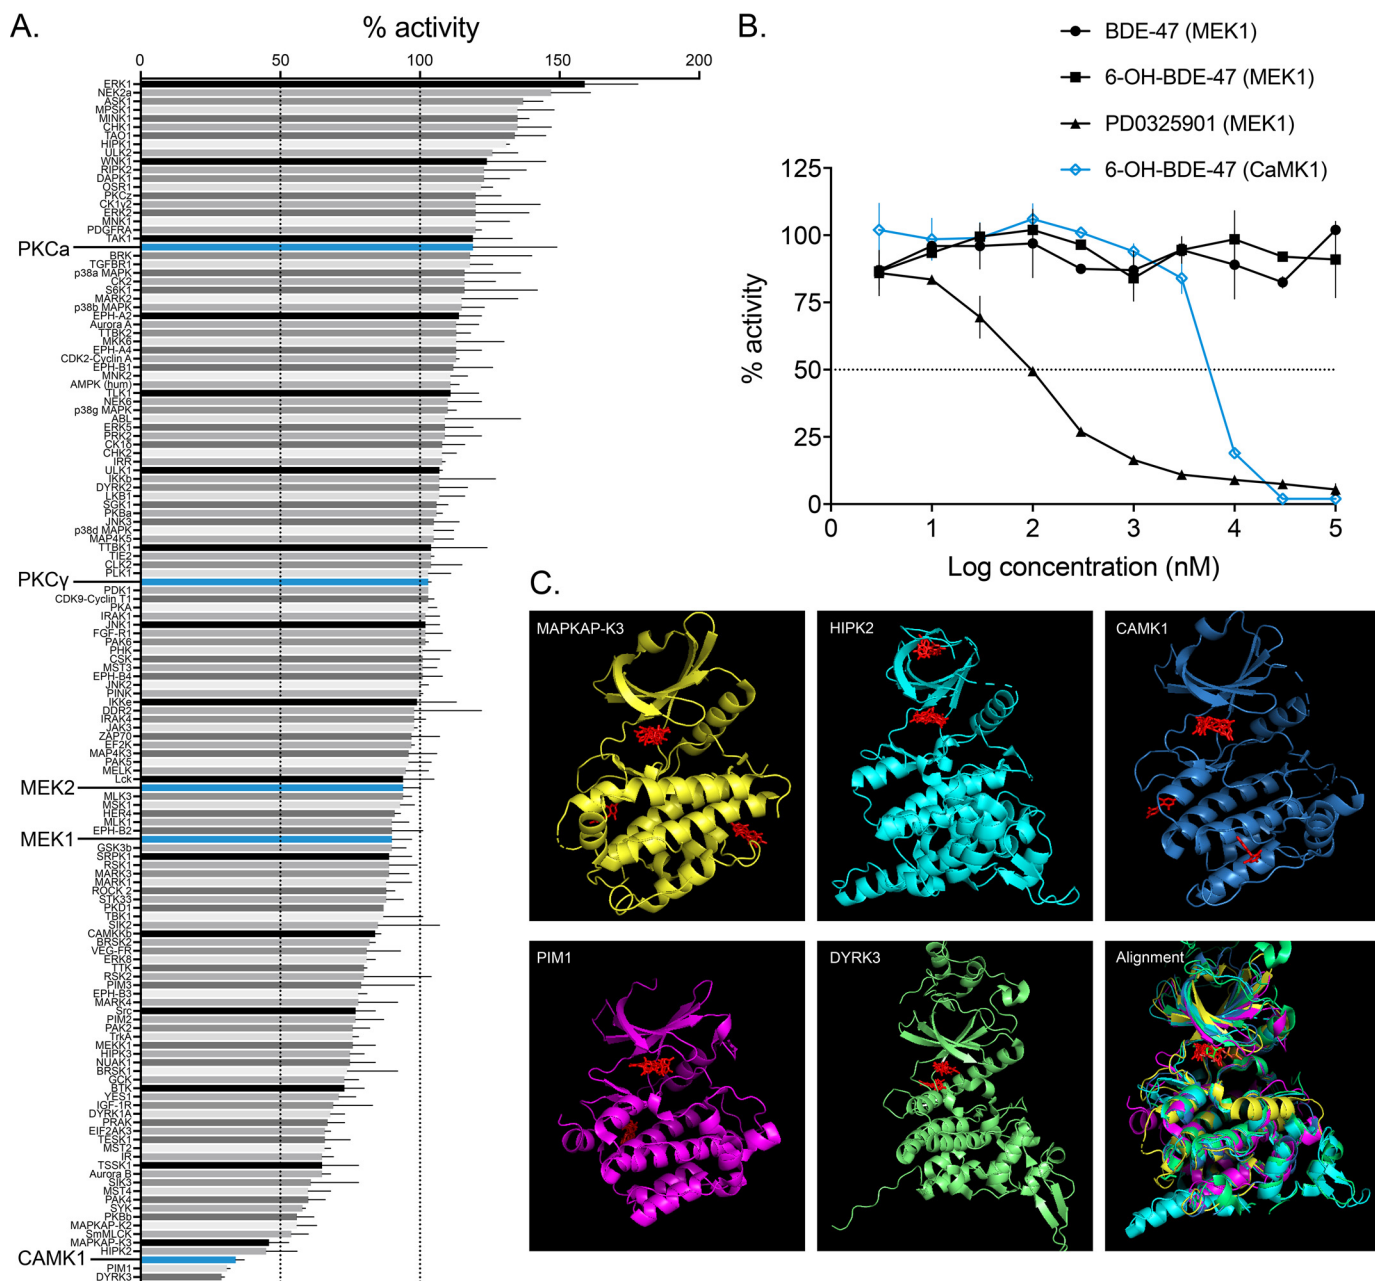 A.
% activity
0 50 100 150 200
ERK1
NEK2a
ASK1
MPSK1
MINK1
CHK1
TAO1
HIPK1
ULK2
WNK1
RIPK2
DAPK1
OSR1
PKCz
CK1γ2
ERK2
MNK1
PDGFRA
TAK1
PKCa
BRK
TGFBR1
p38a MAPK
CK2
S6K1
MARK2
p38b MAPK
EPH-A2
Aurora A
TTBK2
MKK6
EPH-A4
CDK2-Cyclin A
EPH-B1
MNK2
AMPK (hum)
TLK1
NEK6
p38g MAPK
ABL
ERK5
PRK2
CK1δ
CHK2
IRR
ULK1
IKKb
DYRK2
LKB1
SGK1
PKBa
JNK3
p38d MAPK
MAP4K5
TTBK1
TIE2
CLK2
PLK1
PKCγ
PDK1
CDK9-Cyclin T1
PKA
IRAK1
JNK1
FGF-R1
PAK6
PHK
CSK
MST3
EPH-B4
JNK2
PINK
IKKe
DDR2
IRAK4
JAK3
ZAP70
EF2K
MAP4K3
PAK5
MELK
Lck
MEK2
MLK3
MSK1
HER4
MLK1
EPH-B2
MEK1
GSK3b
SRPK1
RSK1
MARK3
MARK1
ROCK 2
STK33
PKD1
TBK1
SIK2
CAMKKb
BRSK2
VEG-FR
ERK8
TTK
RSK2
PIM3
EPH-B3
MARK4
Src
PIM2
PAK2
TrkA
MEKK1
HIPK3
NUAK1
BRSK1
GCK
BTK
YES1
IGF-1R
DYRK1A
PRAK
EIF2AK3
TESK1
MST2
IR
TSSK1
Aurora B
SIK3
MST4
PAK4
SYK
PKBb
MAPKAP-K2
SmMLCK
MAPKAP-K3
HIPK2
CAMK1
PIM1
DYRK3
B.
BDE-47 (MEK1)
6-OH-BDE-47 (MEK1)
PD0325901 (MEK1)
6-OH-BDE-47 (CaMK1)
% activity
125
100
75
50
25
0
0 1 2 3 4 5
Log concentration (nM)
C.
MAPKAP-K3
HIPK2
CAMK1
PIM1
DYRK3
Alignment